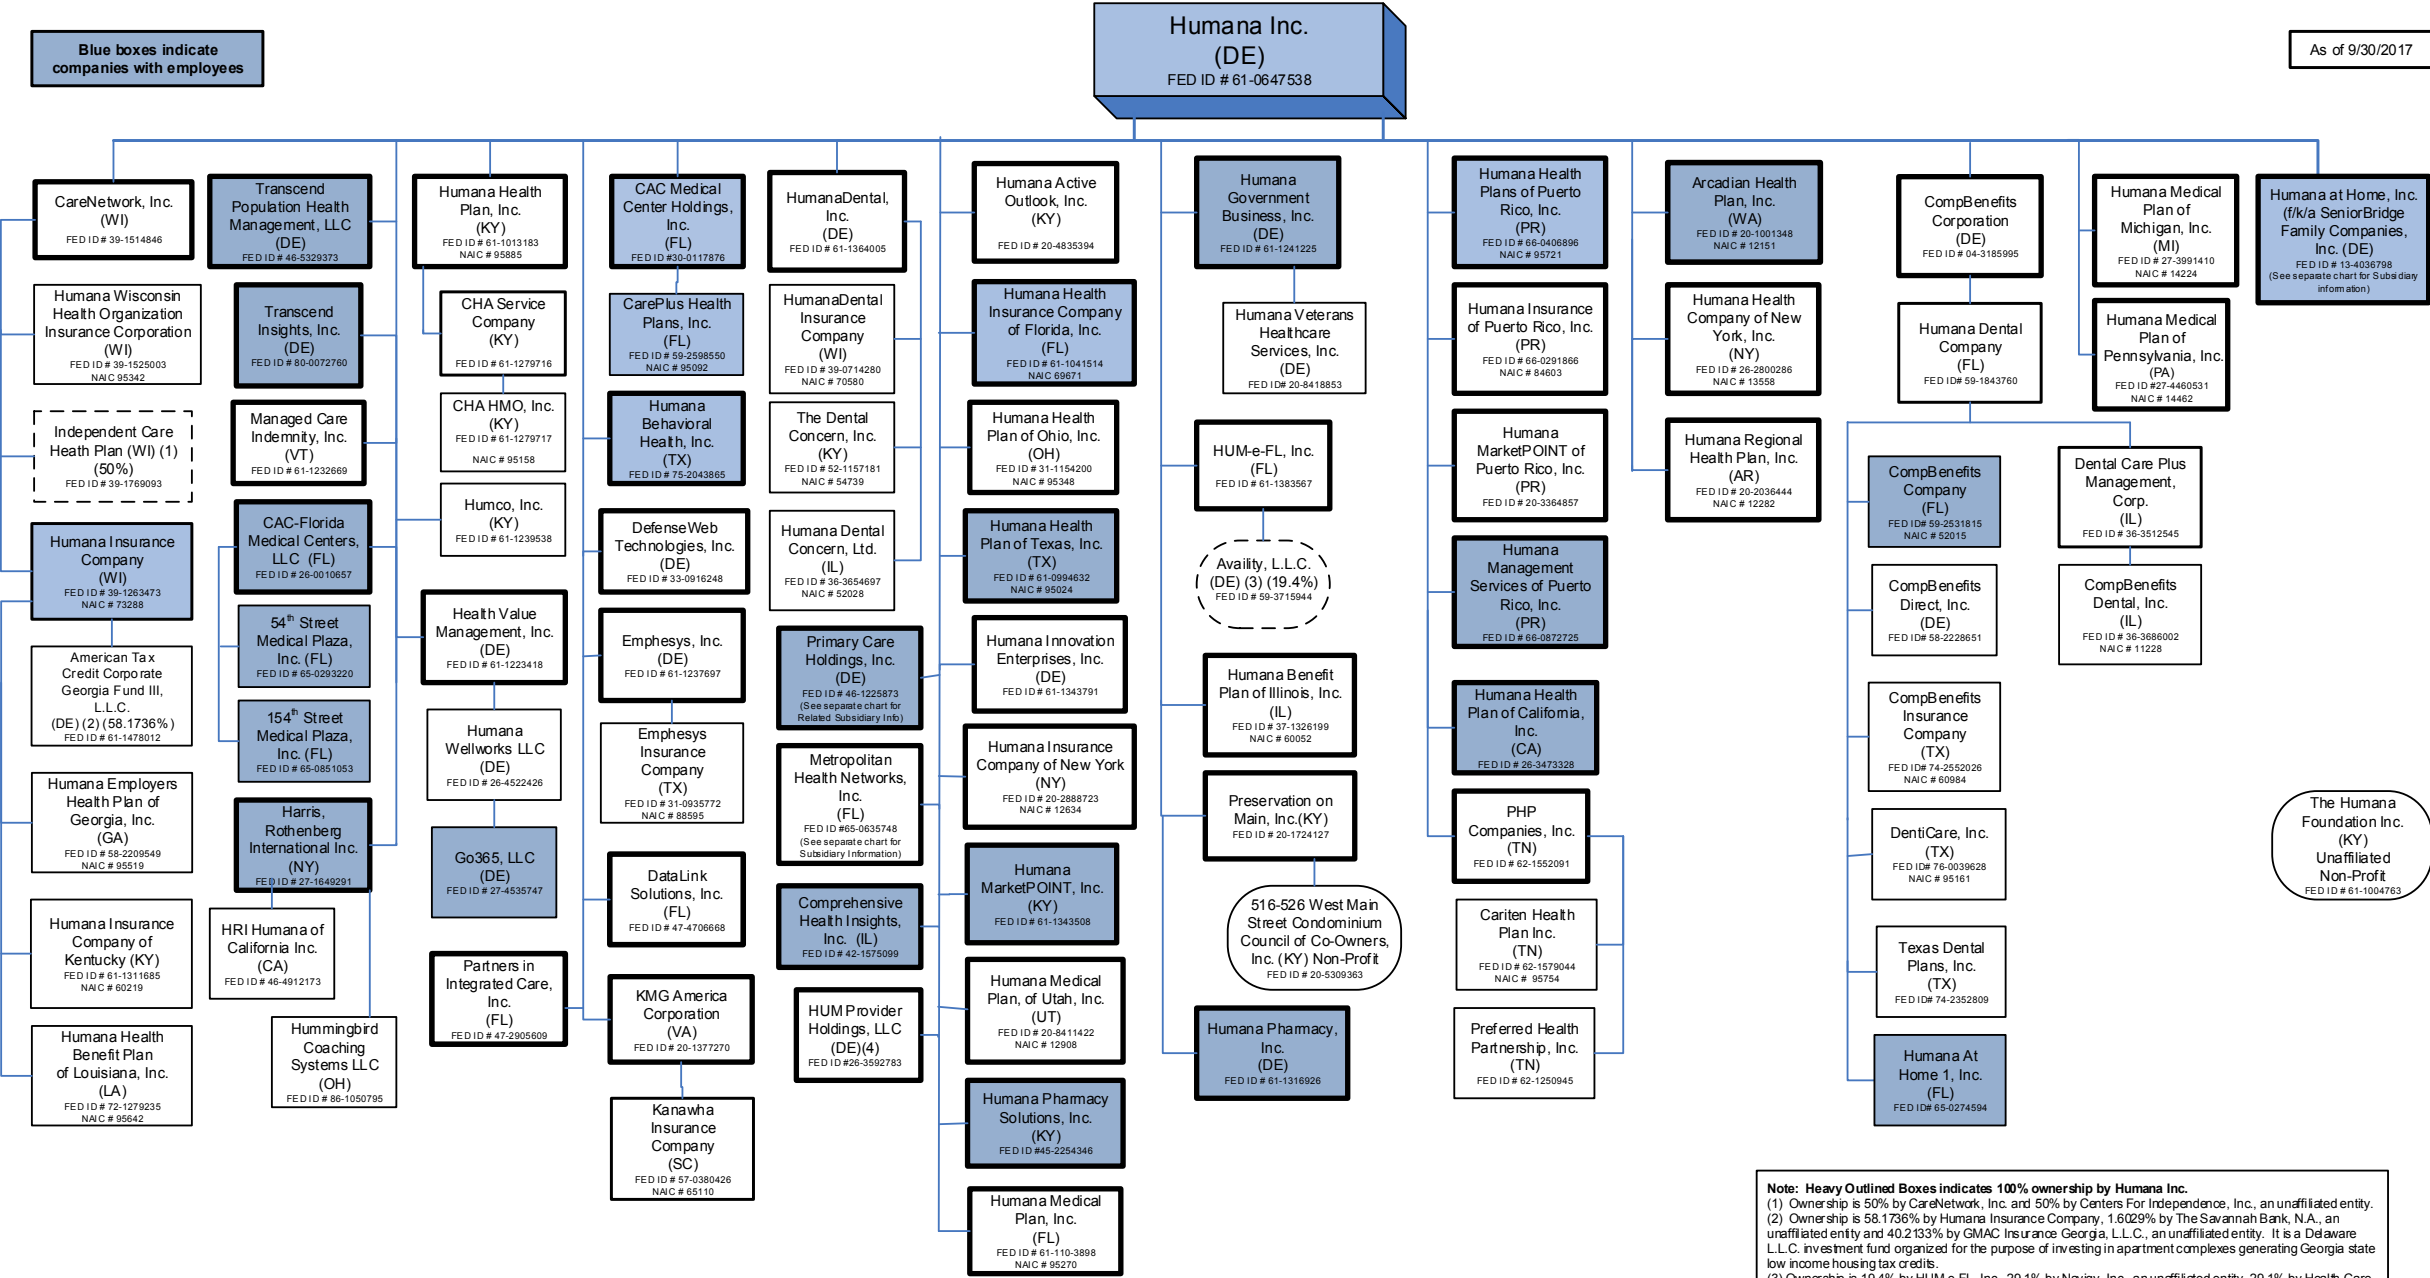 Humana Inc.
(DE)
FED ID # 61-0647538
Blue boxes indicate
companies with employees
As of 9/30/2017
CareNetwork, Inc.
(WI)
FED ID # 39-1514846
Humana Wisconsin
Health Organization
Insurance Corporation
(WI)
FED ID # 39-1525003
NAIC 95342
Independent Care
Heath Plan (WI) (1)
(50%)
FED ID # 39-1769093
Humana Insurance
Company
(WI)
FED ID # 39-1263473
NAIC # 73288
American Tax
Credit Corporate
Georgia Fund III,
L.L.C.
(DE) (2) (58.1736%)
FED ID # 61-1478012
Humana Employers
Health Plan of
Georgia, Inc.
(GA)
FED ID # 58-2209549
NAIC # 95519
Humana Insurance
Company of
Kentucky (KY)
FED ID # 61-1311685
NAIC # 60219
Humana Health
Benefit Plan
of Louisiana, Inc.
(LA)
FED ID # 72-1279235
NAIC # 95642
Transcend
Population Health
Management, LLC
(DE)
FED ID # 46-5329373
Transcend
Insights, Inc.
(DE)
FED ID # 80-0072760
Managed Care
Indemnity, Inc.
(VT)
FED ID # 61-1232669
CAC-Florida
Medical Centers,
LLC (FL)
FED ID # 26-0010657
54th Street
Medical Plaza,
Inc. (FL)
FED ID # 65-0293220
154th Street
Medical Plaza,
Inc. (FL)
FED ID # 65-0851053
Harris,
Rothenberg
International Inc.
(NY)
FED ID # 27-1649291
HRI Humana of
California Inc.
(CA)
FED ID # 46-4912173
Hummingbird
Coaching
Systems LLC
(OH)
FED ID # 86-1050795
Humana Health
Plan, Inc.
(KY)
FED ID # 61-1013183
NAIC # 95885
CHA Service
Company
(KY)
FED ID # 61-1279716
CHA HMO, Inc.
(KY)
FED ID # 61-1279717
NAIC # 95158
Humco, Inc.
(KY)
FED ID # 61-1239538
Health Value
Management, Inc.
(DE)
FED ID # 61-1223418
Humana
Wellworks LLC
(DE)
FED ID # 26-4522426
Go365, LLC
(DE)
FED ID # 27-4535747
Partners in
Integrated Care,
Inc.
(FL)
FED ID # 47-2905609
CAC Medical
Center Holdings,
Inc.
(FL)
FED ID #30-0117876
CarePlus Health
Plans, Inc.
(FL)
FED ID # 59-2598550
NAIC # 95092
Humana
Behavioral
Health, Inc.
(TX)
FED ID # 75-2043865
DefenseWeb
Technologies, Inc.
(DE)
FED ID # 33-0916248
Emphesys, Inc.
(DE)
FED ID # 61-1237697
Emphesys
Insurance
Company
(TX)
FED ID # 31-0935772
NAIC # 88595
DataLink
Solutions, Inc.
(FL)
FED ID # 47-4706668
KMG America
Corporation
(VA)
FED ID # 20-1377270
Kanawha
Insurance
Company
(SC)
FED ID # 57-0380426
NAIC # 65110
HumanaDental,
Inc.
(DE)
FED ID # 61-1364005
HumanaDental
Insurance
Company
(WI)
FED ID # 39-0714280
NAIC # 70580
The Dental
Concern, Inc.
(KY)
FED ID # 52-1157181
NAIC # 54739
Humana Dental
Concern, Ltd.
(IL)
FED ID # 36-3654697
NAIC # 52028
Primary Care
Holdings, Inc.
(DE)
FED ID # 46-1225873
(See separate chart for
Related Subsidiary Info)
Metropolitan
Health Networks,
Inc.
(FL)
FED ID #65-0635748
(See separate chart for
Subsidiary Information)
Comprehensive
Health Insights,
Inc. (IL)
FED ID # 42-1575099
HUM Provider
Holdings, LLC
(DE)(4)
FED ID #26-3592783
Humana Active
Outlook, Inc.
(KY)
FED ID # 20-4835394
Humana Health
Insurance Company
of Florida, Inc.
(FL)
FED ID # 61-1041514
NAIC 69671
Humana Health
Plan of Ohio, Inc.
(OH)
FED ID # 31-1154200
NAIC # 95348
Humana Health
Plan of Texas, Inc.
(TX)
FED ID # 61-0994632
NAIC # 95024
Humana Innovation
Enterprises, Inc.
(DE)
FED ID # 61-1343791
Humana Insurance
Company of New York
(NY)
FED ID # 20-2888723
NAIC # 12634
Humana
MarketPOINT, Inc.
(KY)
FED ID # 61-1343508
Humana Medical
Plan, of Utah, Inc.
(UT)
FED ID # 20-8411422
NAIC # 12908
Humana Pharmacy
Solutions, Inc.
(KY)
FED ID #45-2254346
Humana Medical
Plan, Inc.
(FL)
FED ID # 61-110-3898
NAIC # 95270
Humana
Government
Business, Inc.
(DE)
FED ID # 61-1241225
Humana Veterans
Healthcare
Services, Inc.
(DE)
FED ID# 20-8418853
HUM-e-FL, Inc.
(FL)
FED ID # 61-1383567
Availity, L.L.C.
(DE) (3) (19.4%)
FED ID # 59-3715944
Humana Benefit
Plan of Illinois, Inc.
(IL)
FED ID # 37-1326199
NAIC # 60052
Preservation on
Main, Inc.(KY)
FED ID # 20-1724127
516-526 West Main
Street Condominium
Council of Co-Owners,
Inc. (KY) Non-Profit
FED ID # 20-5309363
Humana Pharmacy,
Inc.
(DE)
FED ID # 61-1316926
Humana Health
Plans of Puerto
Rico, Inc.
(PR)
FED ID # 66-0406896
NAIC # 95721
Humana Insurance
of Puerto Rico, Inc.
(PR)
FED ID # 66-0291866
NAIC # 84603
Humana
MarketPOINT of
Puerto Rico, Inc.
(PR)
FED ID # 20-3364857
Humana
Management
Services of Puerto
Rico, Inc.
(PR)
FED ID # 66-0872725
Humana Health
Plan of California,
Inc.
(CA)
FED ID # 26-3473328
PHP
Companies, Inc.
(TN)
FED ID # 62-1552091
Cariten Health
Plan Inc.
(TN)
FED ID # 62-1579044
NAIC # 95754
Preferred Health
Partnership, Inc.
(TN)
FED ID # 62-1250945
Arcadian Health
Plan, Inc.
(WA)
FED ID # 20-1001348
NAIC # 12151
Humana Health
Company of New
York, Inc.
(NY)
FED ID # 26-2800286
NAIC # 13558
Humana Regional
Health Plan, Inc.
(AR)
FED ID # 20-2036444
NAIC # 12282
CompBenefits
Corporation
(DE)
FED ID # 04-3185995
Humana Dental
Company
(FL)
FED ID# 59-1843760
CompBenefits
Company
(FL)
FED ID# 59-2531815
NAIC # 52015
CompBenefits
Direct, Inc.
(DE)
FED ID# 58-2228651
CompBenefits
Insurance
Company
(TX)
FED ID# 74-2552026
NAIC # 60984
DentiCare, Inc.
(TX)
FED ID# 76-0039628
NAIC # 95161
Texas Dental
Plans, Inc.
(TX)
FED ID# 74-2352809
Humana At
Home 1, Inc.
(FL)
FED ID# 65-0274594
Dental Care Plus
Management,
Corp.
(IL)
FED ID # 36-3512545
CompBenefits
Dental, Inc.
(IL)
FED ID # 36-3686002
NAIC # 11228
Humana Medical
Plan of
Michigan, Inc.
(MI)
FED ID # 27-3991410
NAIC # 14224
Humana Medical
Plan of
Pennsylvania, Inc.
(PA)
FED ID #27-4460531
NAIC # 14462
Humana at Home, Inc.
(f/k/a SeniorBridge
Family Companies,
Inc. (DE)
FED ID # 13-4036798
(See separate chart for Subsidiary
information)
The Humana
Foundation Inc.
(KY)
Unaffiliated
Non-Profit
FED ID # 61-1004763
Note: Heavy Outlined Boxes indicates 100% ownership by Humana Inc.
(1) Ownership is 50% by CareNetwork, Inc. and 50% by Centers For Independence, Inc., an unaffiliated entity.
(2) Ownership is 58.1736% by Humana Insurance Company, 1.6029% by The Savannah Bank, N.A., an
unaffiliated entity and 40.2133% by GMAC Insurance Georgia, L.L.C., an unaffiliated entity. It is a Delaware
L.L.C. investment fund organized for the purpose of investing in apartment complexes generating Georgia state
low income housing tax credits.
(3) Ownership is 19.4% by HUM-e-FL, Inc., 29.1% by Navigy, Inc., an unaffiliated entity, 29.1% by Health Care